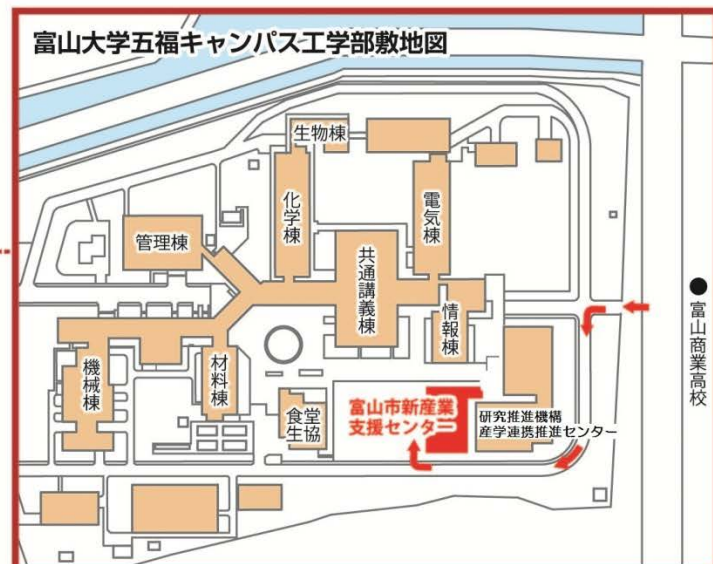 富山大学五福キャンパス工学部敷地図
生物棟
化学棟
電気棟
管理棟
共通講義棟
情報棟
機械棟
材料棟
食堂
生協
富山市新産業
支援センター
研究推進機構
産学連携推進センター
●富山商業高校